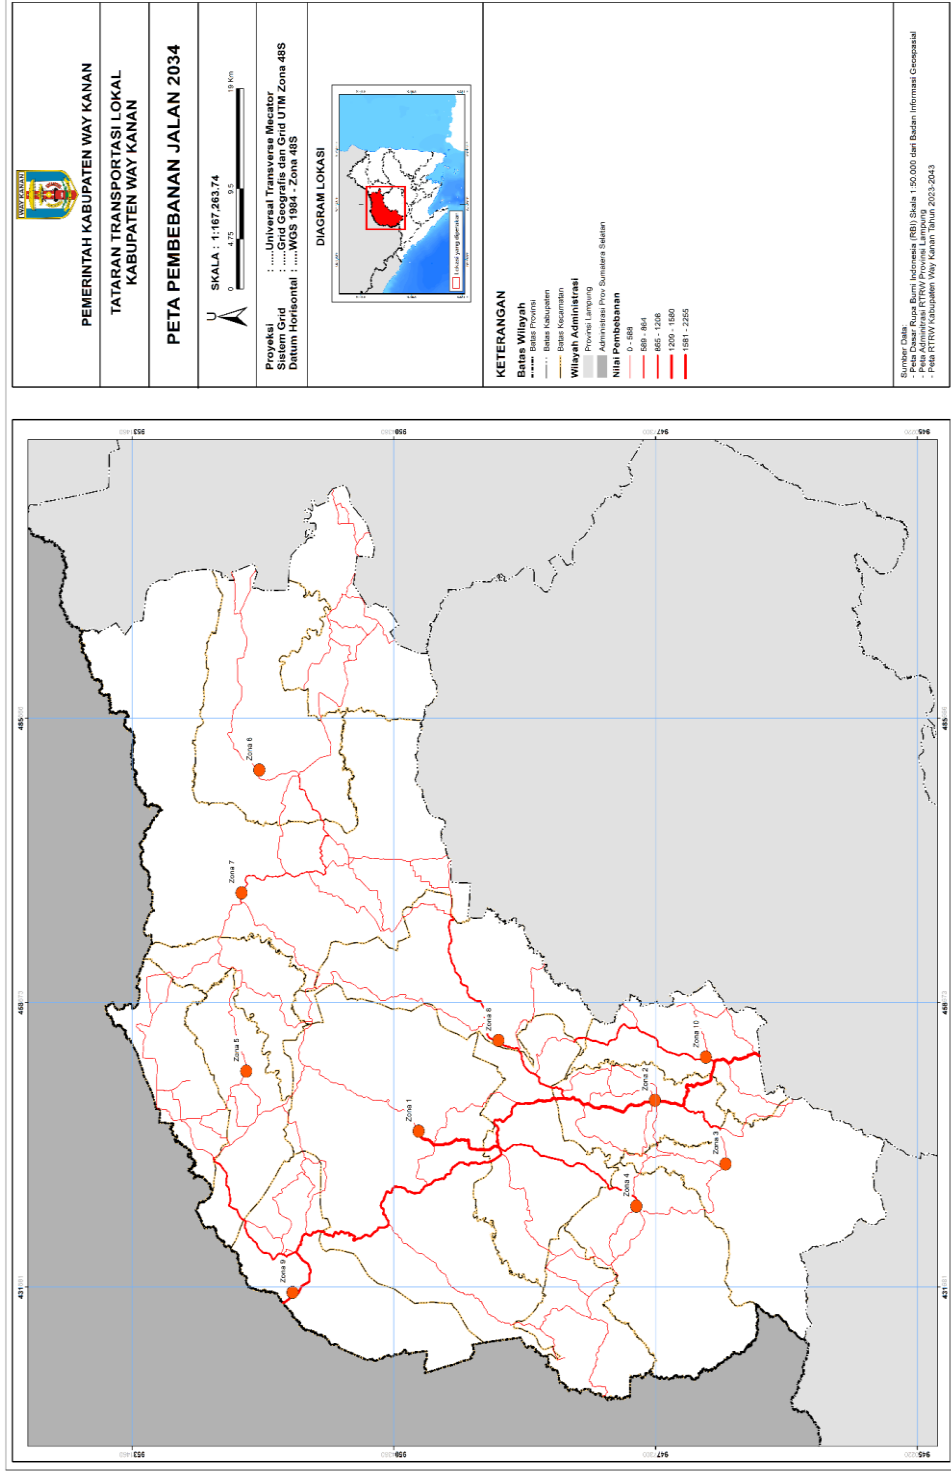 WAY KANAN
PEMERINTAH KABUPATEN WAY KANAN
TATARAN TRANSPORTASI LOKAL
KABUPATEN WAY KANAN
PETA PEMBEBANAN JALAN 2034
U
SKALA : 1:167,263.74
0 4.75 9.5 19 Km
Proyeksi : ......Universal Transverse Mecator
Sistem Grid : ......Grid Geografis dan Grid UTM Zona 48S
Datum Horisontal : ......WGS 1984 - Zona 48S
DIAGRAM LOKASI
Lokasi yang digambarkan
KETERANGAN
Batas Wilayah
Batas Provinsi
Batas Kabupaten
Batas Kecamatan
Wilayah Administrasi
Provinsi Lampung
Administrasi Prov Sumatera Selatan
Nilai Pembebanan
0 - 588
589 - 864
865 - 1208
1209 - 1580
1581 - 2255
Sumber Data:
- Peta Dasar Rupa Bumi Indonesia (RBI) Skala 1:50.000 dari Badan Informasi Geospasial
- Peta Adminitrasi RTRW Provinsi Lampung
- Peta RTRW Kabupaten Way Kanan Tahun 2023-2043
Zona 9
Zona 5
Zona 7
Zona 6
Zona 1
Zona 8
Zona 4
Zona 2
Zona 3
Zona 10